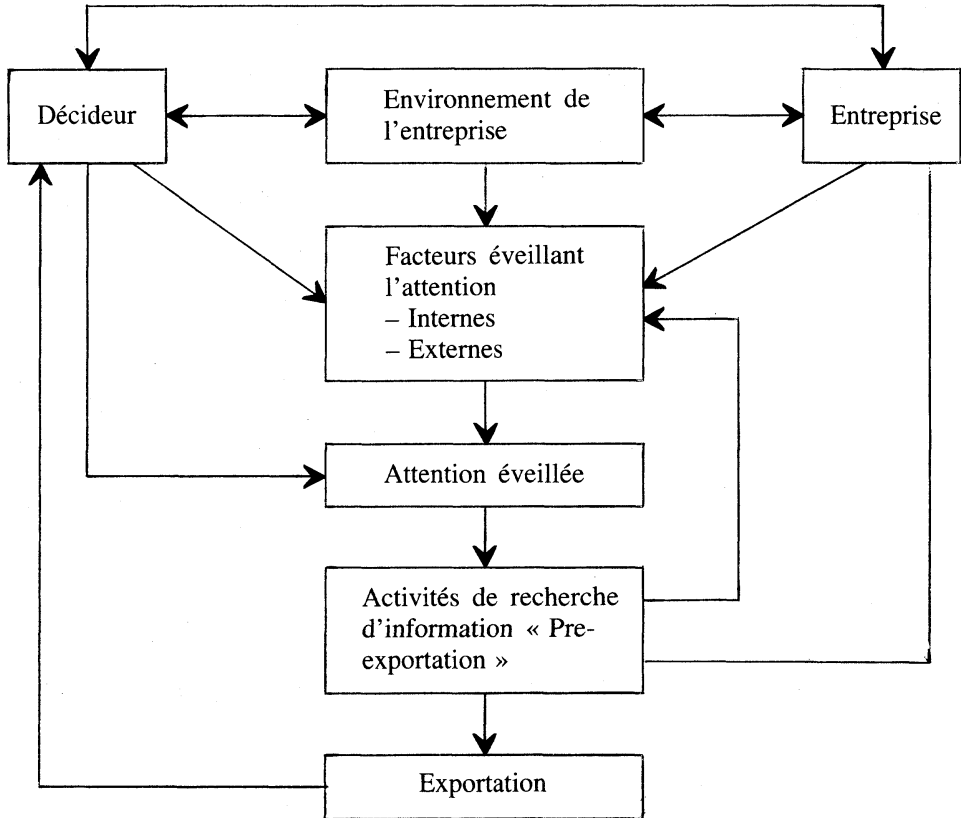 Décideur
Environnement de
l'entreprise
Entreprise
Facteurs éveillant
l'attention
– Internes
– Externes
Attention éveillée
Activités de recherche
d'information « Pre-
exportation »
Exportation